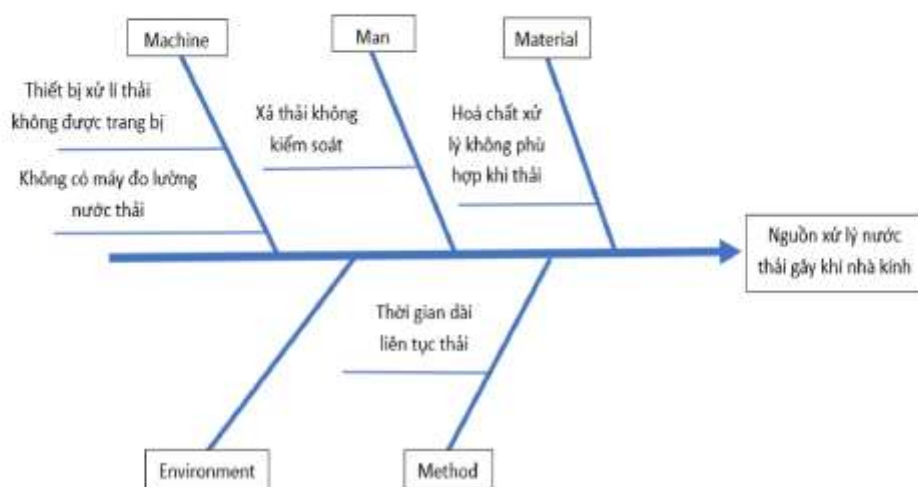 Machine
Man
Material
Thiết bị xử lí thải
không được trang bị
Xả thải không
kiểm soát
Hoá chất xử
lý không phù
hợp khi thải
Không có máy đo lường
nước thải
Nguồn xử lý nước
thải gây khí nhà kính
Thời gian dài
liên tục thải
Environment
Method